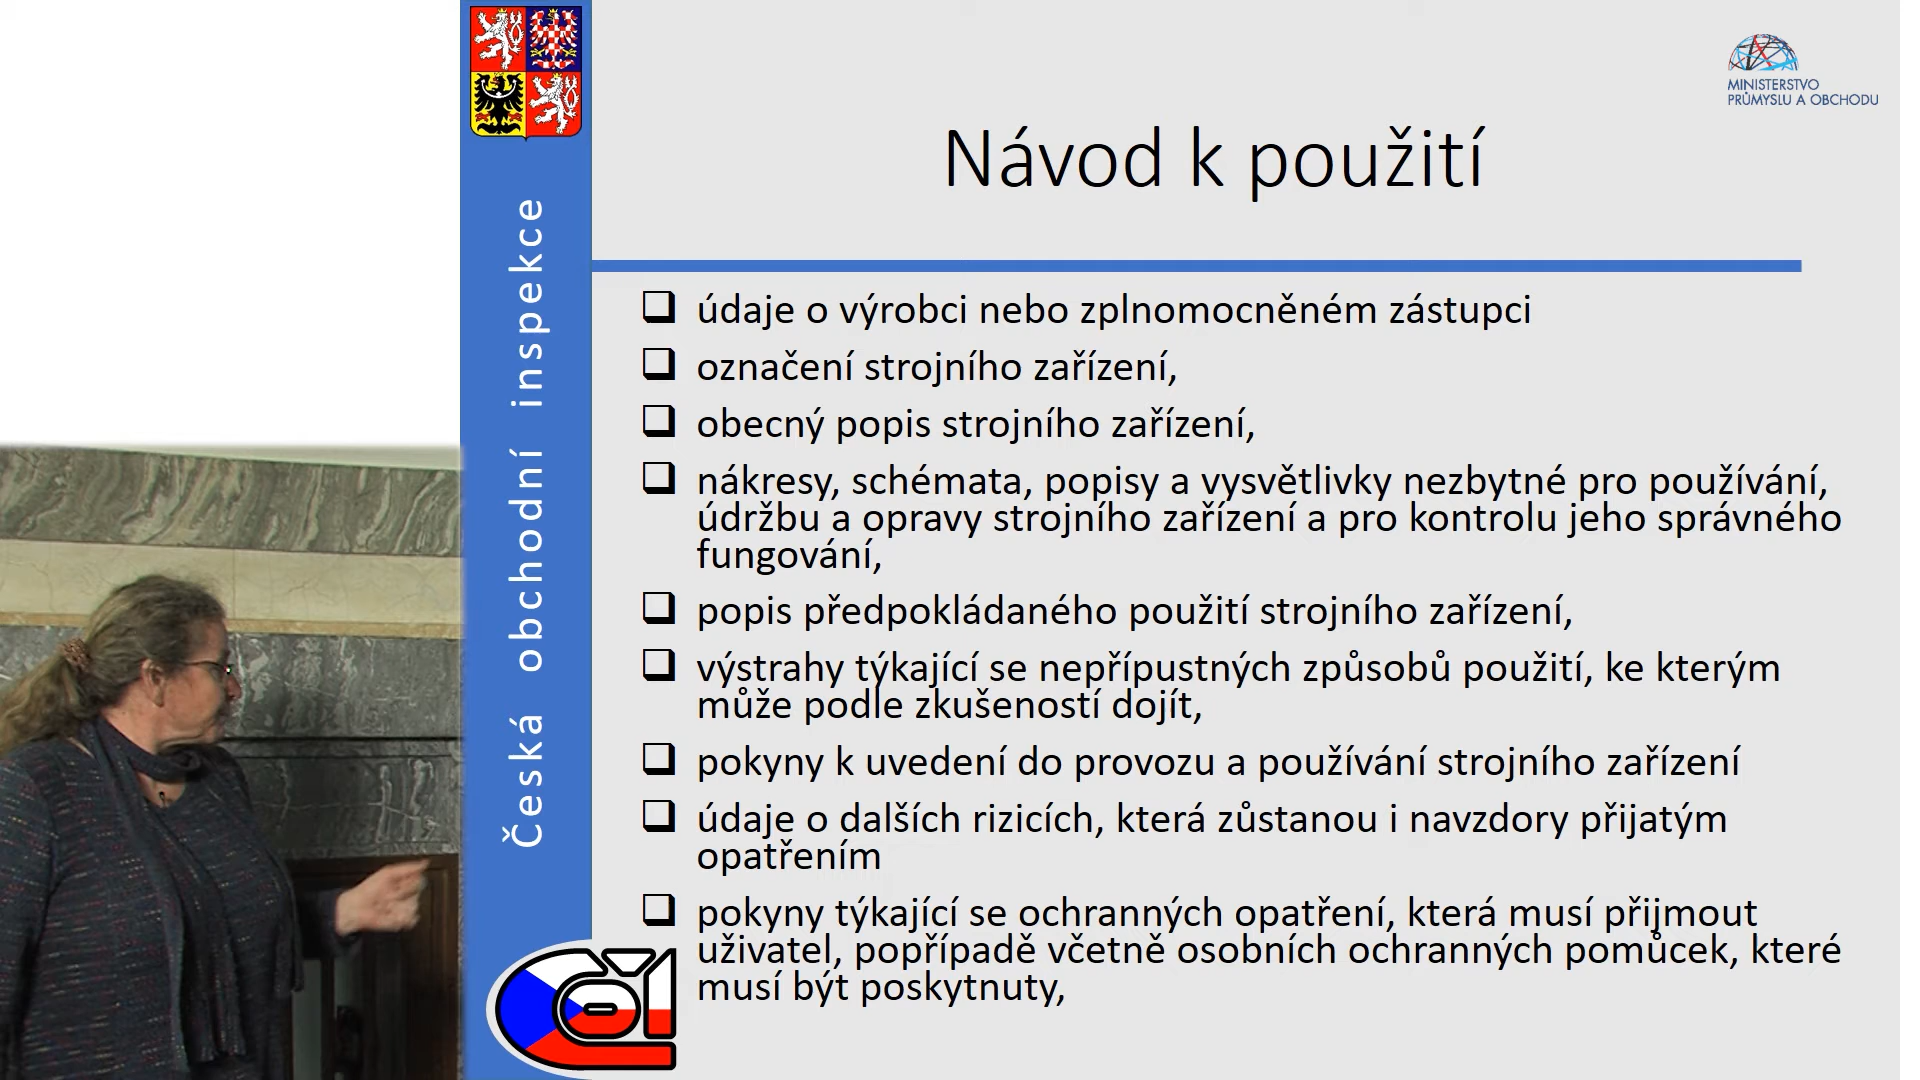 MINISTERSTVO
PRŮMYSLU A OBCHODU
Návod k použití
Česká obchodní inspekce
údaje o výrobci nebo zplnomocněném zástupci
označení strojního zařízení,
obecný popis strojního zařízení,
nákresy, schémata, popisy a vysvětlivky nezbytné pro používání,
údržbu a opravy strojního zařízení a pro kontrolu jeho správného
fungování,
popis předpokládaného použití strojního zařízení,
výstrahy týkající se nepřípustných způsobů použití, ke kterým
může podle zkušeností dojít,
pokyny k uvedení do provozu a používání strojního zařízení
údaje o dalších rizicích, která zůstanou i navzdory přijatým
opatřením
pokyny týkající se ochranných opatření, která musí přijmout
uživatel, popřípadě včetně osobních ochranných pomůcek, které
musí být poskytnuty,
ČOI